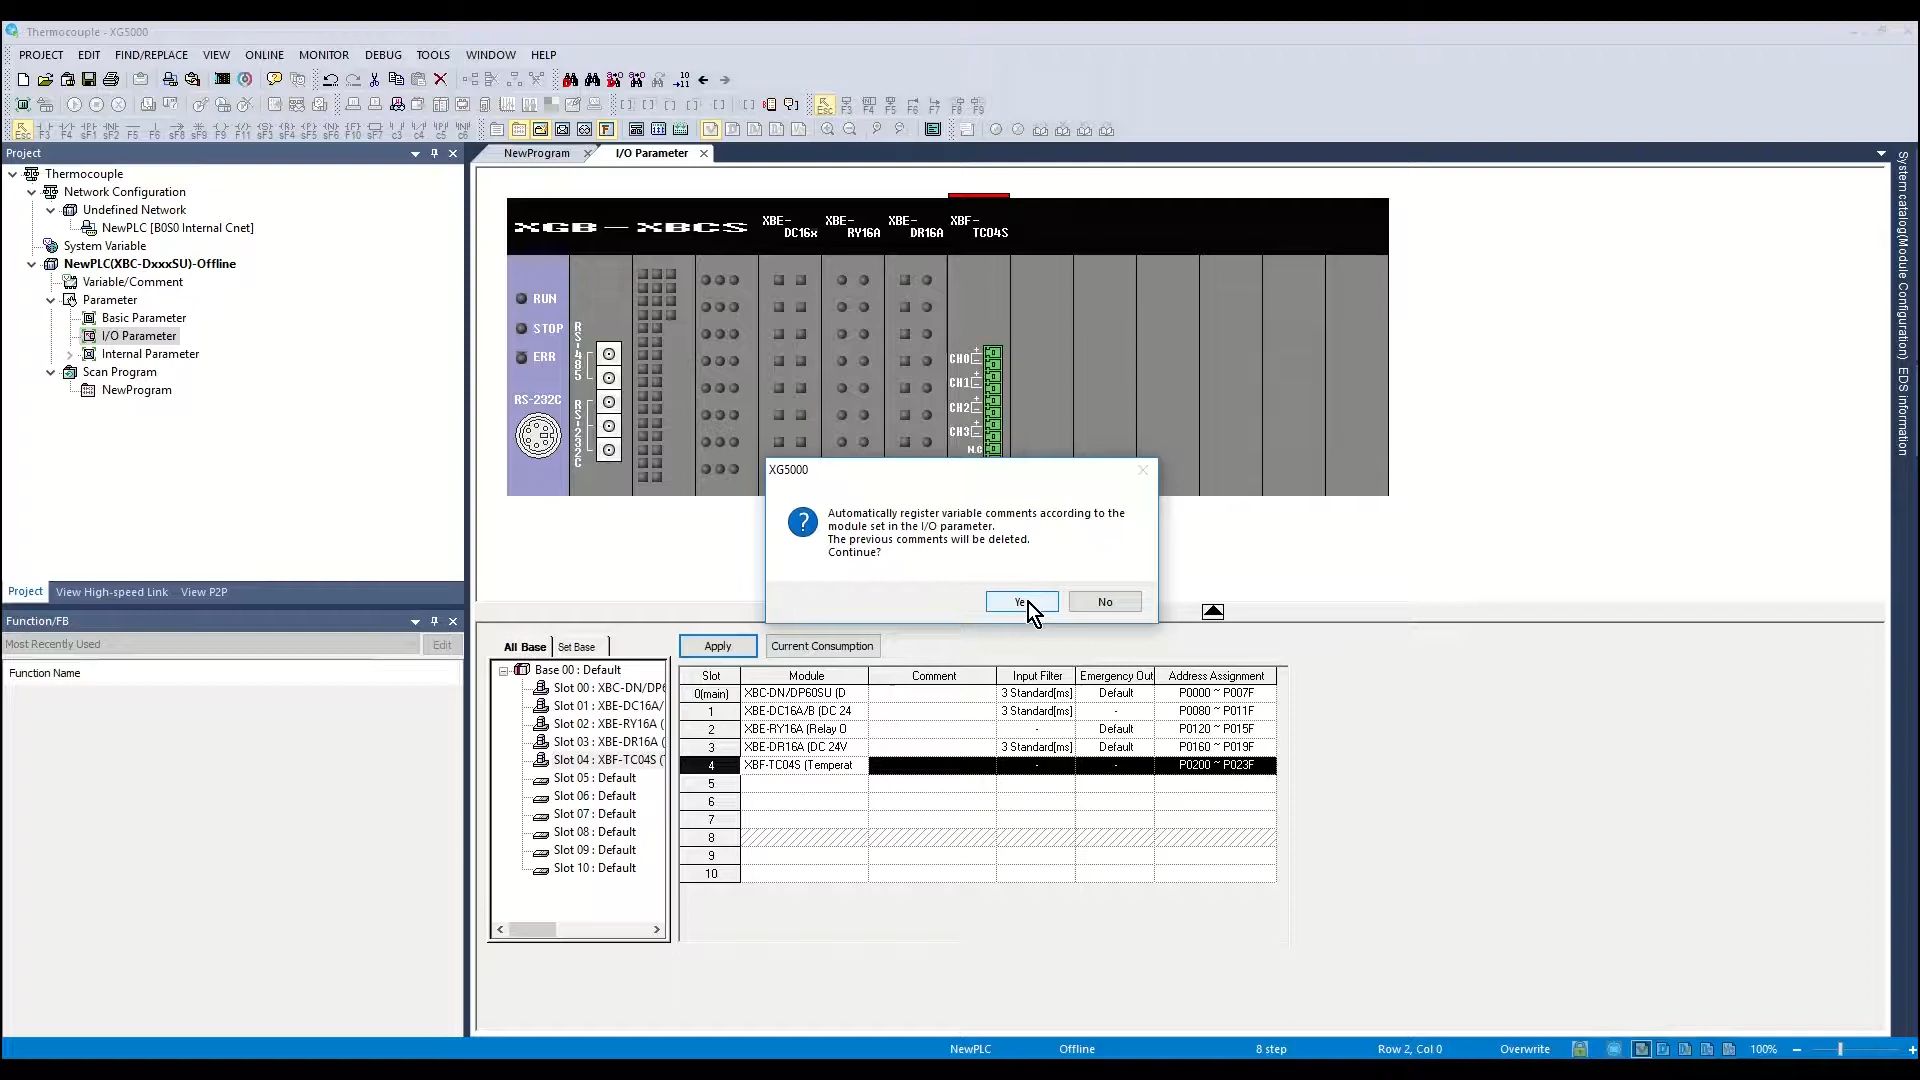 Thermocouple - XG5000
PROJECT EDIT FIND/REPLACE VIEW ONLINE MONITOR DEBUG TOOLS WINDOW HELP
Project
Thermocouple
Network Configuration
Undefined Network
NewPLC [B0S0 Internal Cnet]
System Variable
NewPLC(XBC-DxxxSU)-Offline
Variable/Comment
Parameter
Basic Parameter
I/O Parameter
Internal Parameter
Scan Program
NewProgram
Project View High-speed Link View P2P
Function/FB
Most Recently Used Edit
Function Name
NewProgram I/O Parameter
XGB-XBCS
XBE-DC16x
XBE-RY16A
XBE-DR16A
XBF-TC04S
RUN
STOP
ERR
RS-232C
RS-485
RS-232C
CH0
CH1
CH2
CH3
N.C
XG5000
Automatically register variable comments according to the
module set in the I/O parameter.
The previous comments will be deleted.
Continue?
No
All Base Set Base
Base 00 : Default
Slot 00 : XBC-DN/DP6
Slot 01 : XBE-DC16A/
Slot 02 : XBE-RY16A (
Slot 03 : XBE-DR16A (
Slot 04 : XBF-TC04S (
Slot 05 : Default
Slot 06 : Default
Slot 07 : Default
Slot 08 : Default
Slot 09 : Default
Slot 10 : Default
Apply Current Consumption
Slot Module Comment Input Filter Emergency Out Address Assignment
0(main) XBC-DN/DP60SU (D 3 Standard[ms] Default P0000 ~ P007F
1 XBE-DC16A/B (DC 24 3 Standard[ms] - P0080 ~ P011F
2 XBE-RY16A (Relay O - Default P0120 ~ P015F
3 XBE-DR16A (DC 24V 3 Standard[ms] Default P0160 ~ P019F
4 XBF-TC04S (Temperat - - P0200 ~ P023F
5
6
7
8
9
10
System catalog(Module Configuration) EDS information
NewPLC Offline 8 step Row 2, Col 0 Overwrite 100%